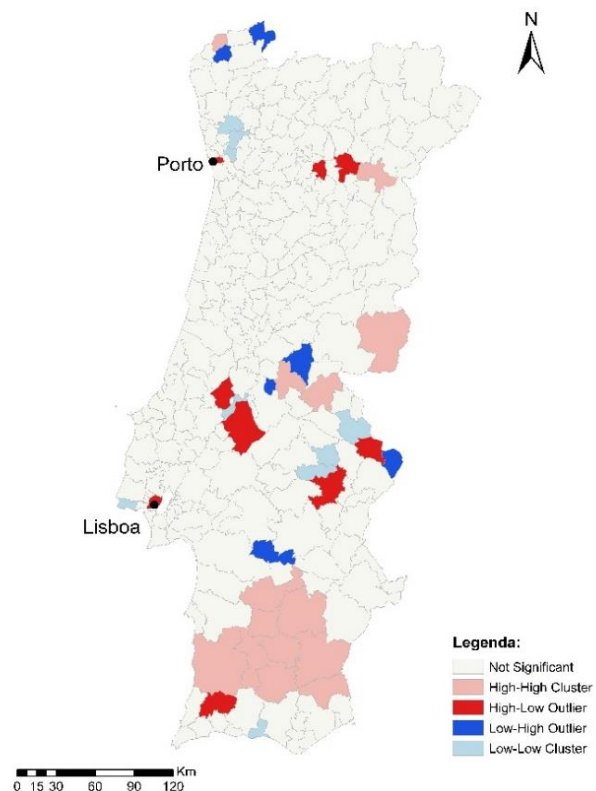 N
Porto
Lisboa
Legenda:
Not Significant
High-High Cluster
High-Low Outlier
Low-High Outlier
Low-Low Cluster
Km
0 15 30 60 90 120